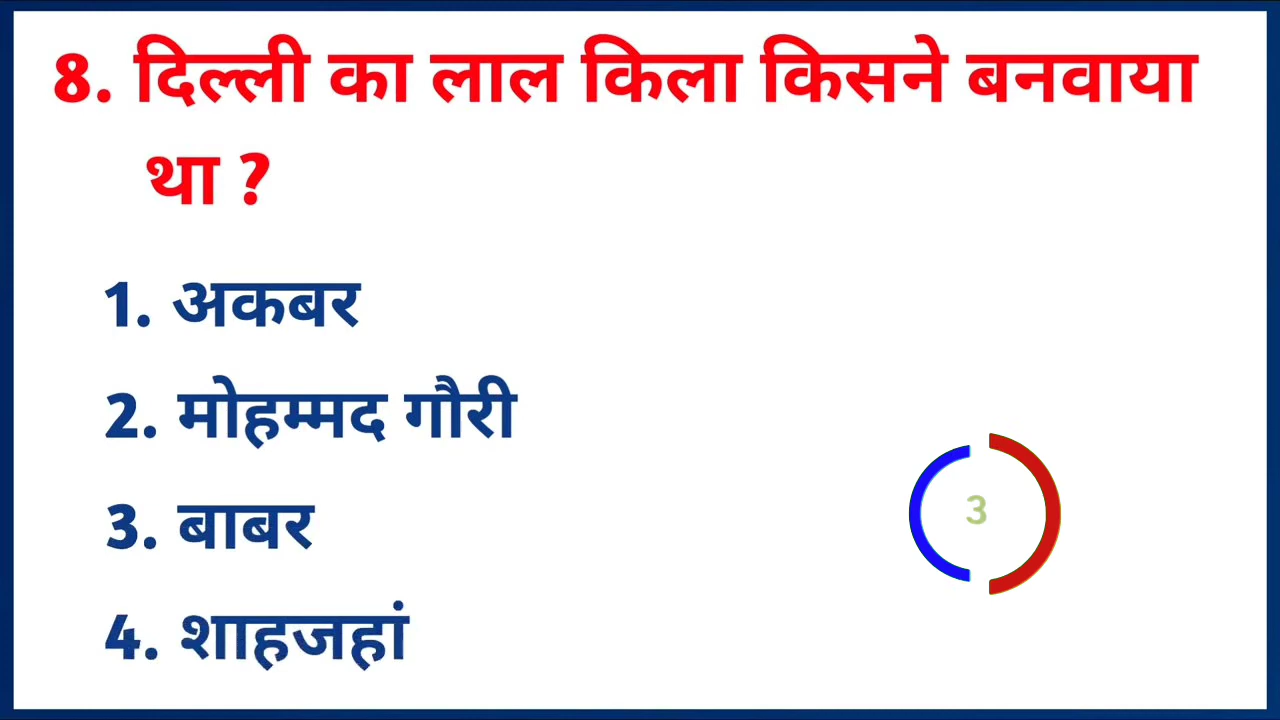 8. दिल्ली का लाल किला किसने बनवाया
था ?
1. अकबर
2. मोहम्मद गौरी
3. बाबर
3
4. शाहजहां